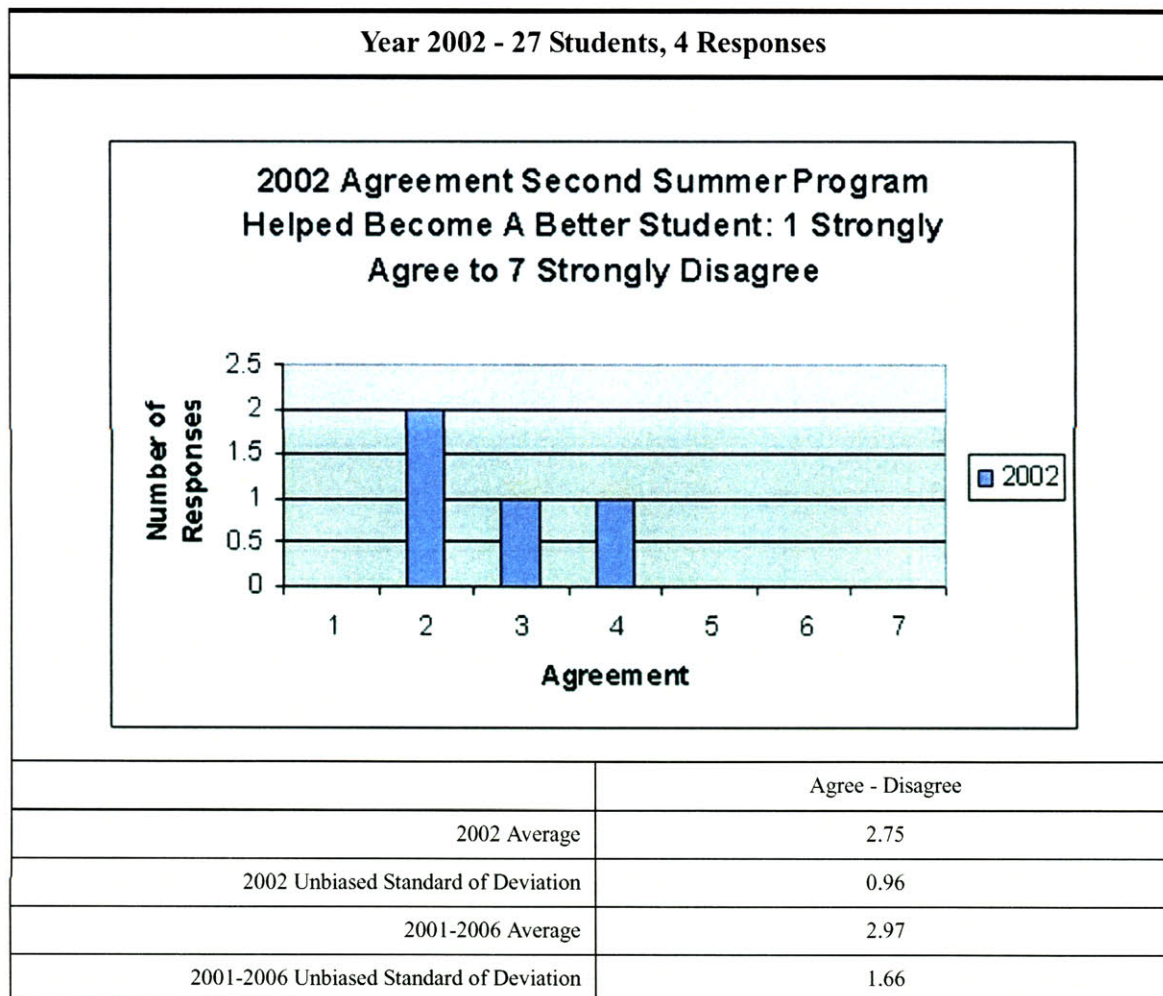 Year 2002 - 27 Students, 4 Responses
2002 Agreement Second Summer Program
Helped Become A Better Student: 1 Strongly
Agree to 7 Strongly Disagree
Number of
Responses
2.5
2
1.5
1
0.5
0
1 2 3 4 5 6 7
Agreement
2002
Agree - Disagree
2002 Average 2.75
2002 Unbiased Standard of Deviation 0.96
2001-2006 Average 2.97
2001-2006 Unbiased Standard of Deviation 1.66